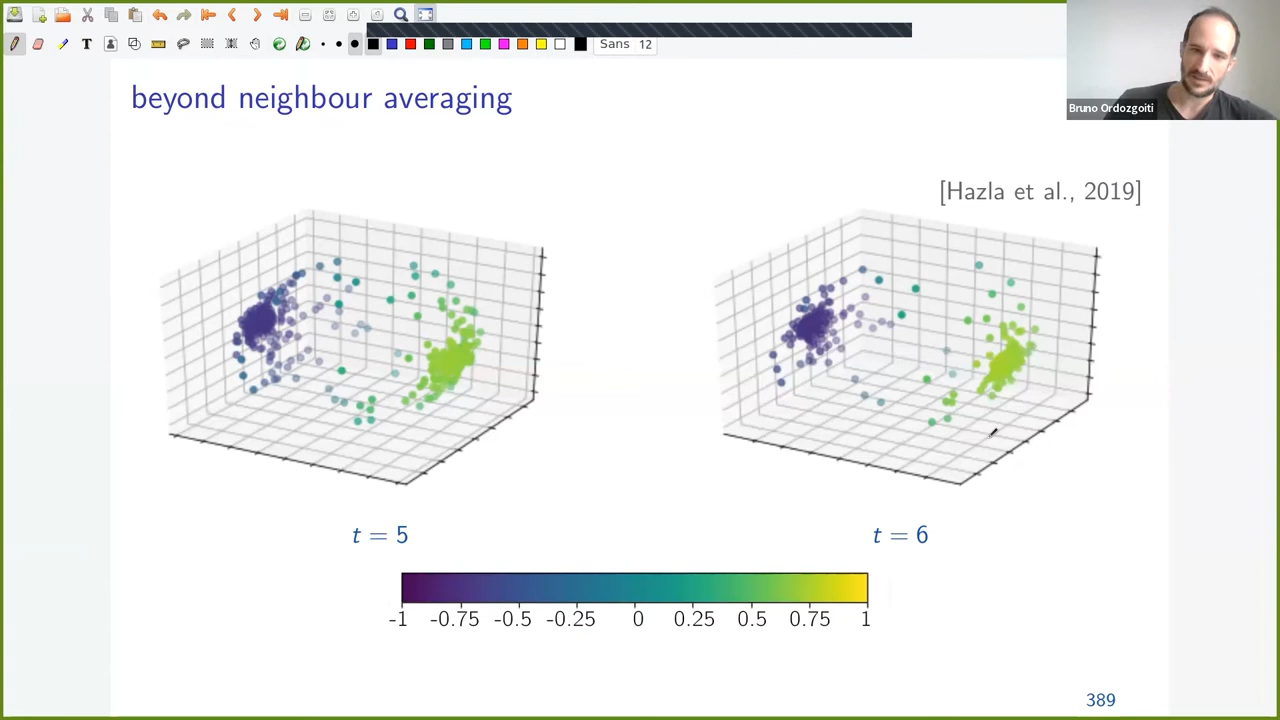 T
Sans 12
Bruno Ordozgoiti
beyond neighbour averaging
[Hazla et al., 2019]
t = 5
t = 6
-1 -0.75 -0.5 -0.25 0 0.25 0.5 0.75 1
389